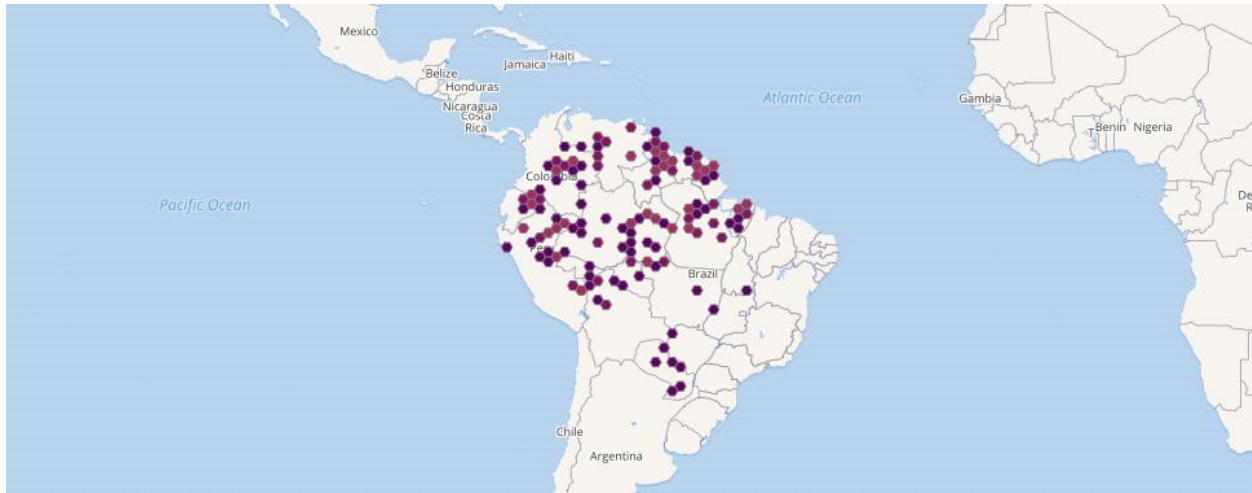 Mexico
Haiti
Jamaica
Belize
Honduras
Nicaragua
Costa
Rica
Atlantic Ocean
Gambia
Benin
Nigeria
Colombia
Pacific Ocean
Brazil
Chile
Argentina